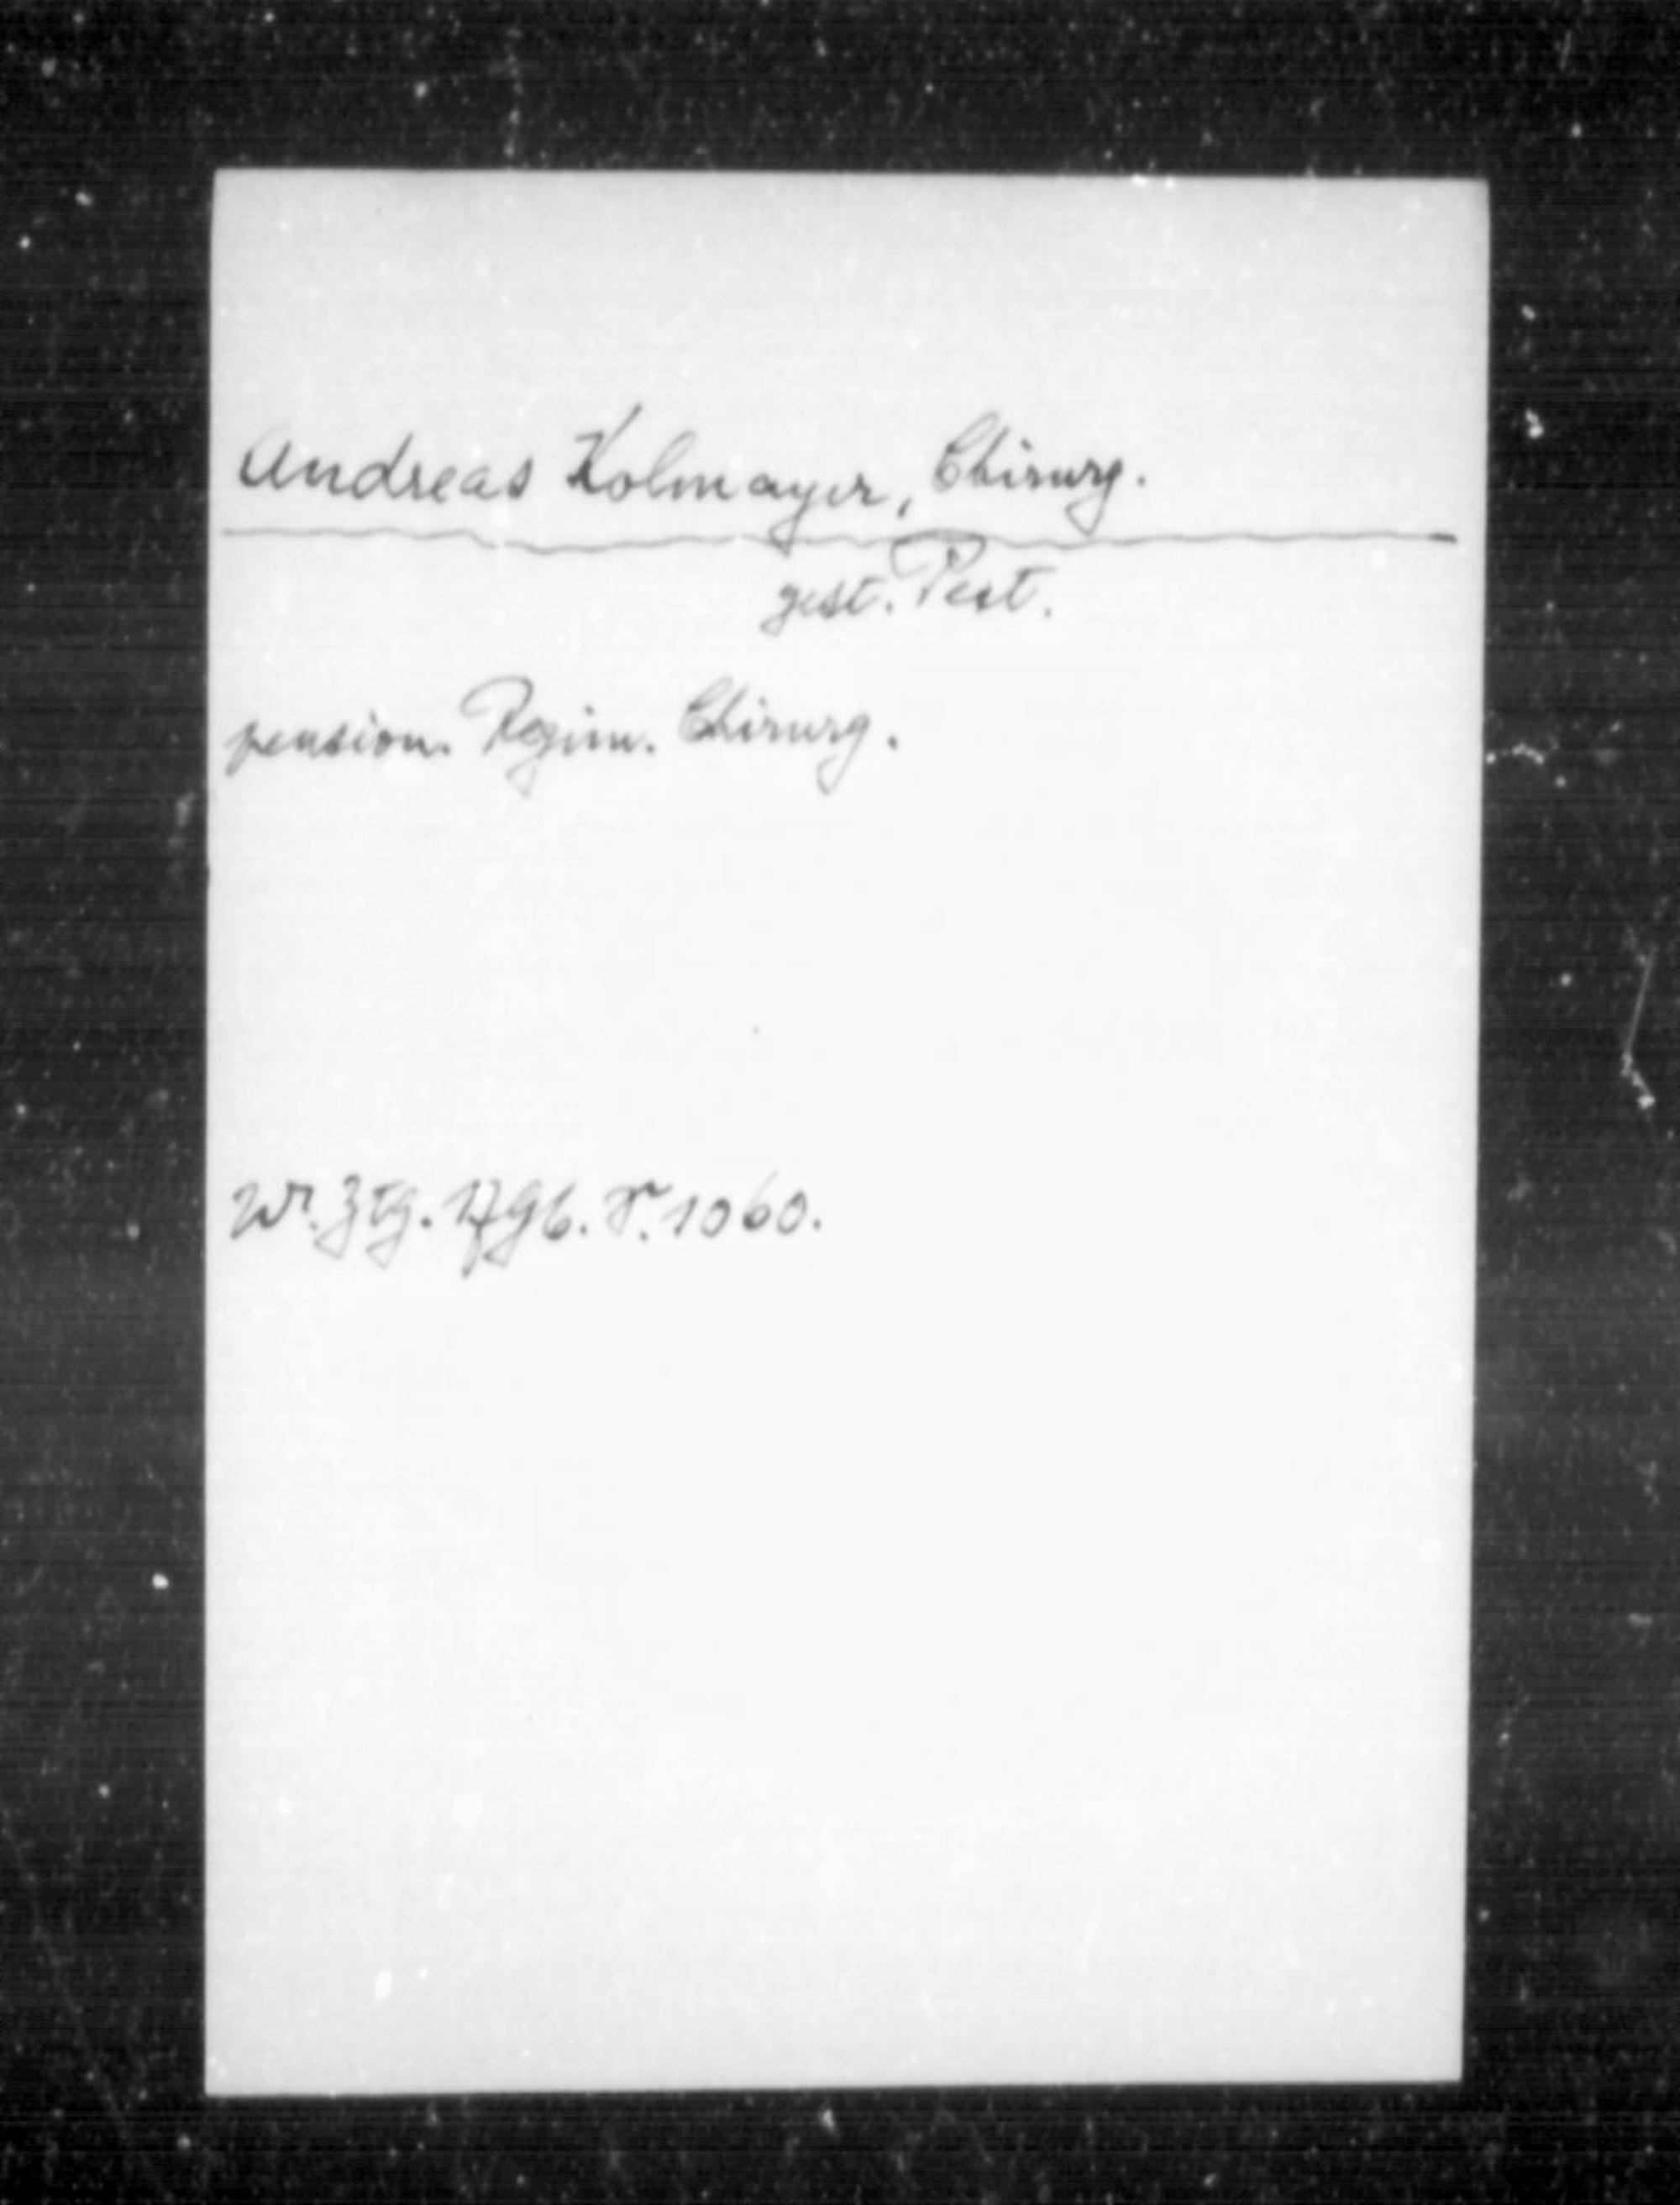 Andreas Kolmayer, Chirurg.
gest. Pest.
pension. Regim. Chirurg.
Wr. Ztg. 1796. S. 1060.